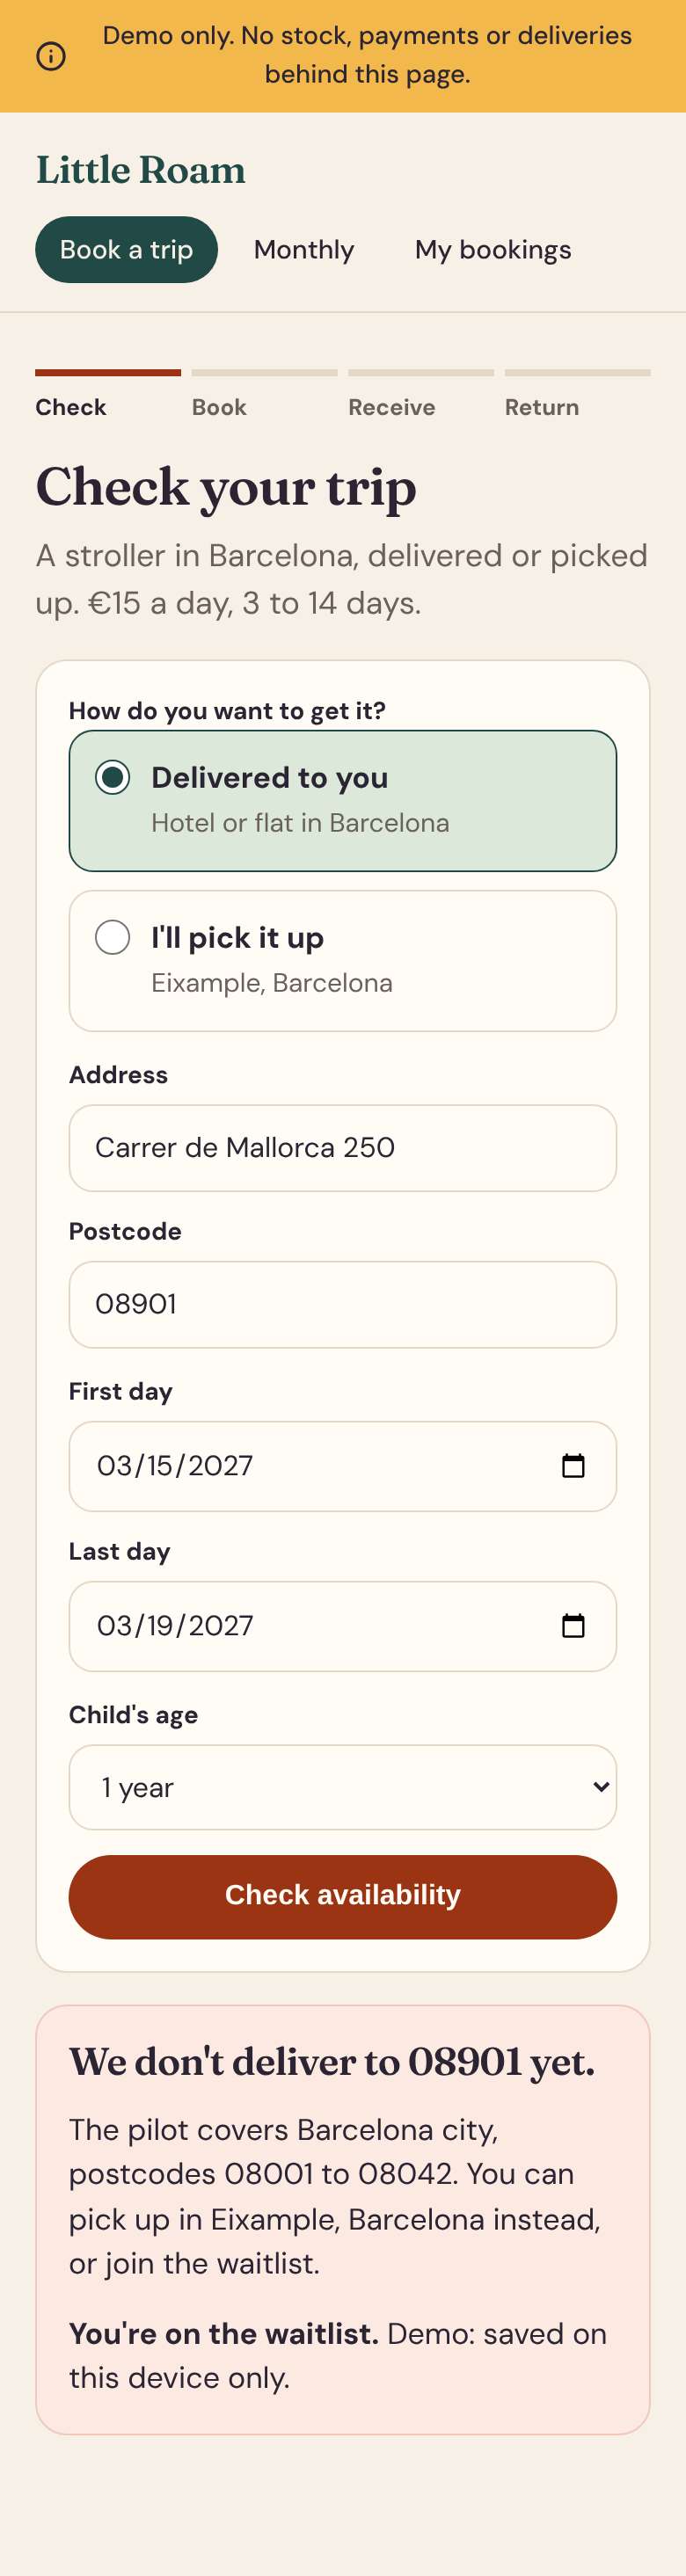 Demo only. No stock, payments or deliveries
behind this page.
Little Roam
Book a trip Monthly My bookings
Check Book Receive Return
Check your trip
A stroller in Barcelona, delivered or picked
up. €15 a day, 3 to 14 days.
How do you want to get it?
Delivered to you
Hotel or flat in Barcelona
I'll pick it up
Eixample, Barcelona
Address
Carrer de Mallorca 250
Postcode
08901
First day
03/15/2027
Last day
03/19/2027
Child's age
1 year
Check availability
We don't deliver to 08901 yet.
The pilot covers Barcelona city,
postcodes 08001 to 08042. You can
pick up in Eixample, Barcelona instead,
or join the waitlist.
You're on the waitlist. Demo: saved on
this device only.